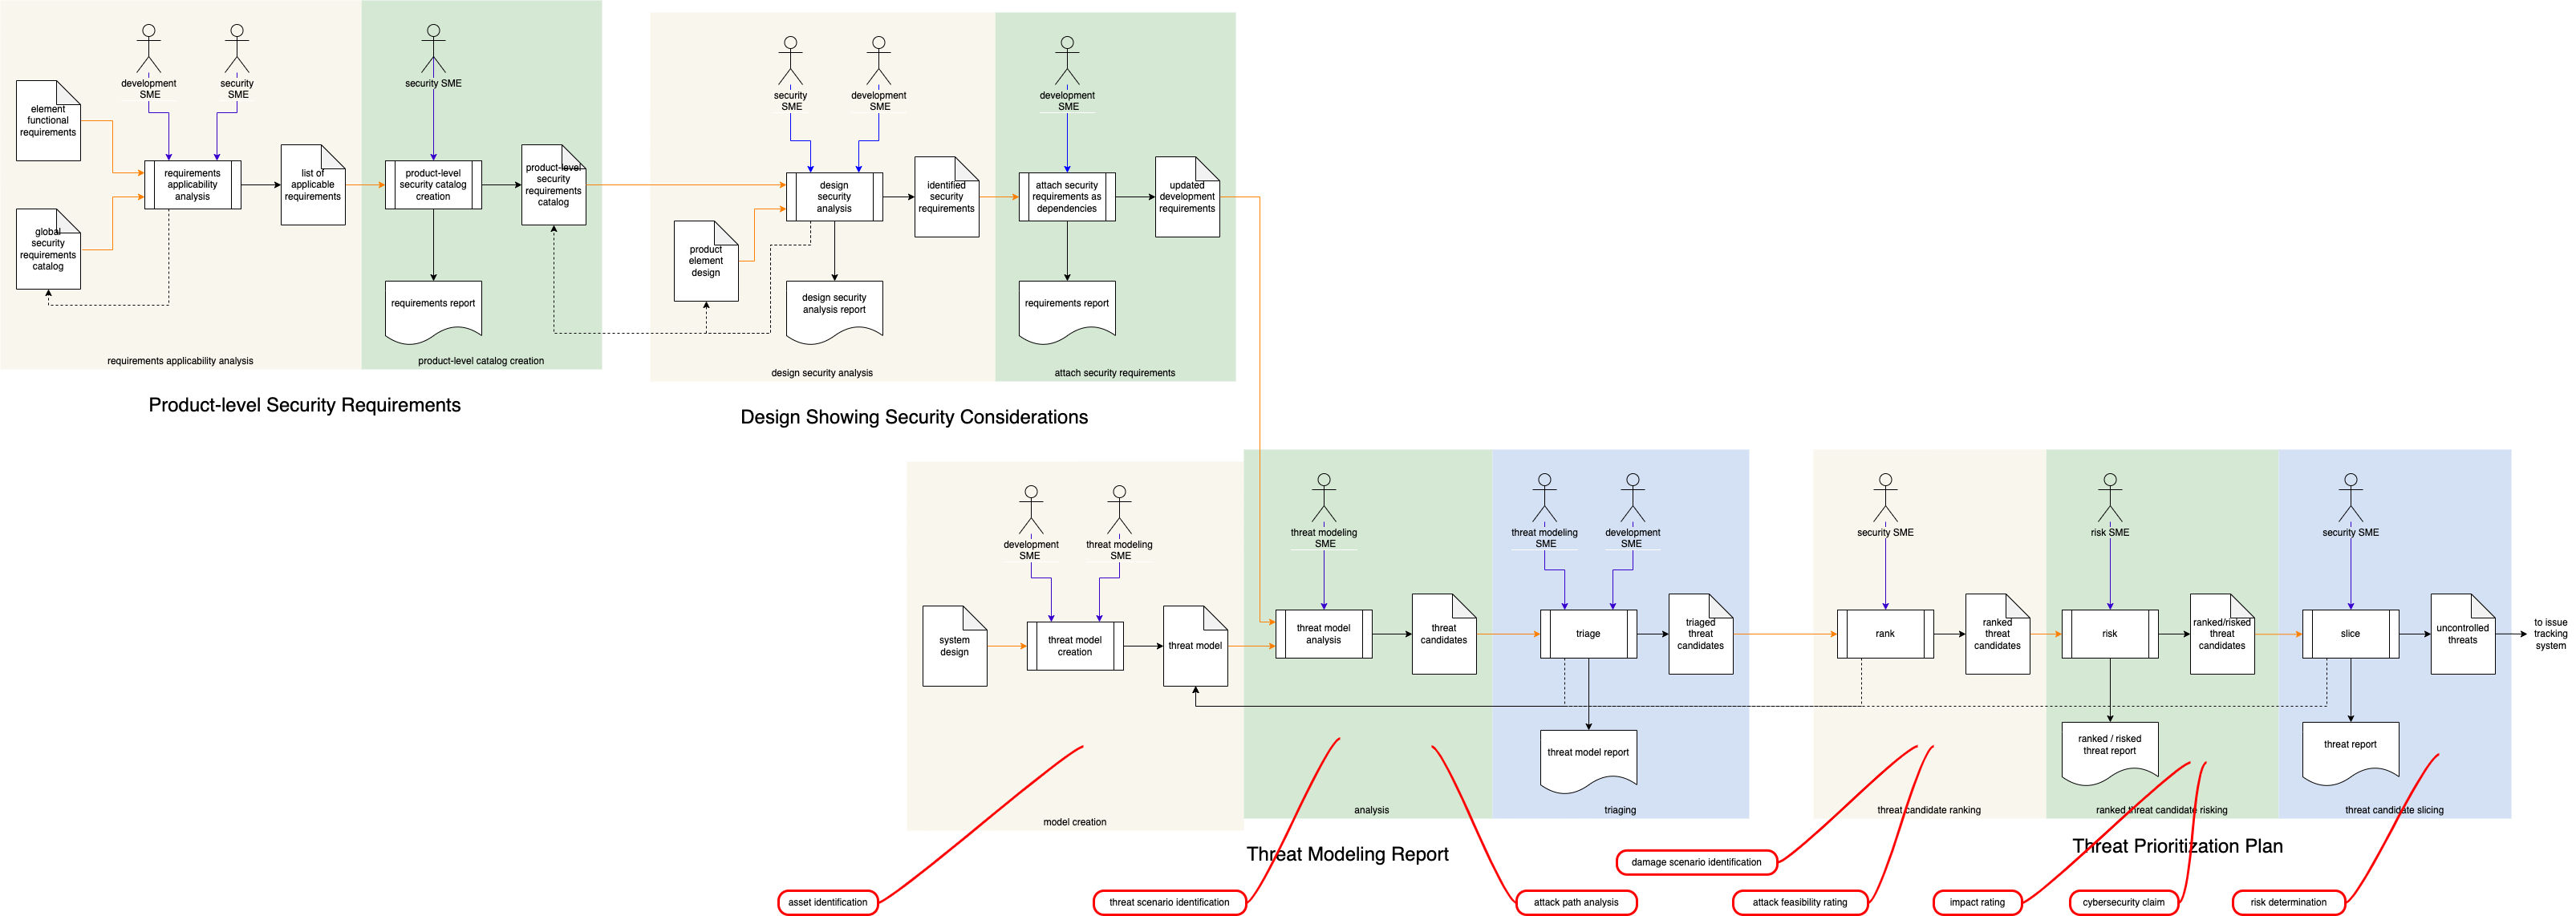 development
SME
security
SME
security SME
element
functional
requirements
requirements
applicability
analysis
list of
applicable
requirements
product-level
security catalog
creation
product-level
security
requirements
catalog
global
security
requirements
catalog
requirements report
requirements applicability analysis
product-level catalog creation
Product-level Security Requirements
security
SME
development
SME
development
SME
design
security
analysis
identified
security
requirements
attach security
requirements as
dependencies
updated
development
requirements
product
element
design
design security
analysis report
requirements report
design security analysis
attach security requirements
Design Showing Security Considerations
development
SME
threat modeling
SME
threat modeling
SME
threat modeling
SME
development
SME
system
design
threat model
creation
threat model
threat model
analysis
threat
candidates
triage
triaged
threat
candidates
threat model report
model creation
analysis
triaging
Threat Modeling Report
security SME
risk SME
security SME
rank
ranked
threat
candidates
risk
ranked/risked
threat
candidates
slice
uncontrolled
threats
to issue
tracking
system
ranked / risked
threat report
threat report
threat candidate ranking
ranked threat candidate risking
threat candidate slicing
Threat Prioritization Plan
damage scenario identification
asset identification
threat scenario identification
attack path analysis
attack feasibility rating
impact rating
cybersecurity claim
risk determination